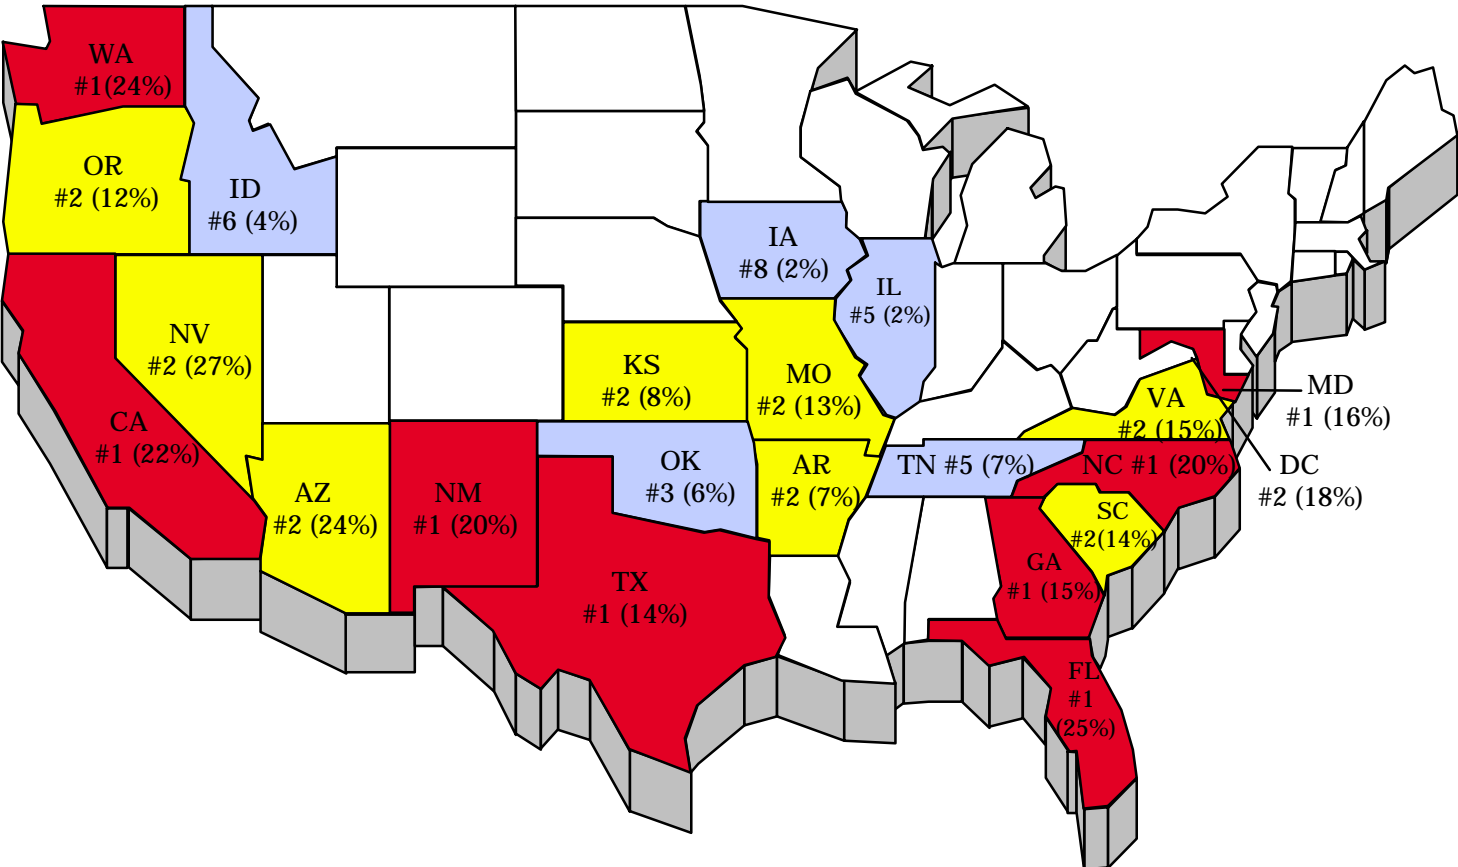 WA
#1(24%)
OR
#2 (12%)
ID
#6 (4%)
IA
#8 (2%)
IL
#5 (2%)
NV
#2 (27%)
KS
#2 (8%)
MO
#2 (13%)
MD
#1 (16%)
VA
#2 (15%)
CA
#1 (22%)
AZ
#2 (24%)
NM
#1 (20%)
OK
#3 (6%)
AR
#2 (7%)
TN #5 (7%)
NC #1 (20%)
DC
#2 (18%)
SC
#2(14%)
GA
#1 (15%)
TX
#1 (14%)
FL
#1
(25%)